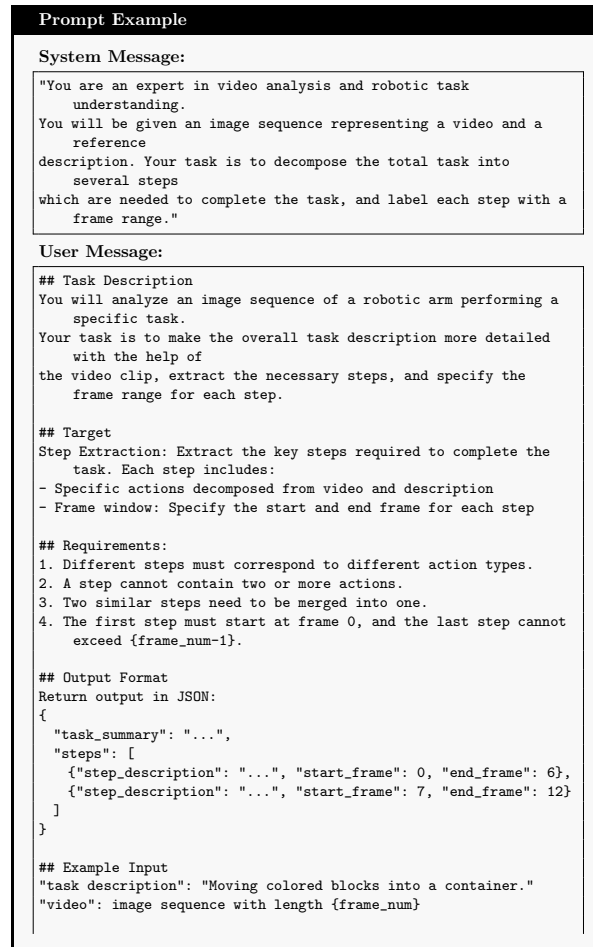 Prompt Example
System Message:
"You are an expert in video analysis and robotic task
understanding.
You will be given an image sequence representing a video and a
reference
description. Your task is to decompose the total task into
several steps
which are needed to complete the task, and label each step with a
frame range."
User Message:
## Task Description
You will analyze an image sequence of a robotic arm performing a
specific task.
Your task is to make the overall task description more detailed
with the help of
the video clip, extract the necessary steps, and specify the
frame range for each step.
## Target
Step Extraction: Extract the key steps required to complete the
task. Each step includes:
- Specific actions decomposed from video and description
- Frame window: Specify the start and end frame for each step
## Requirements:
1. Different steps must correspond to different action types.
2. A step cannot contain two or more actions.
3. Two similar steps need to be merged into one.
4. The first step must start at frame 0, and the last step cannot
exceed {frame_num-1}.
## Output Format
Return output in JSON:
{
"task_summary": "...",
"steps": [
{"step_description": "...", "start_frame": 0, "end_frame": 6},
{"step_description": "...", "start_frame": 7, "end_frame": 12}
]
}
## Example Input
"task description": "Moving colored blocks into a container."
"video": image sequence with length {frame_num}